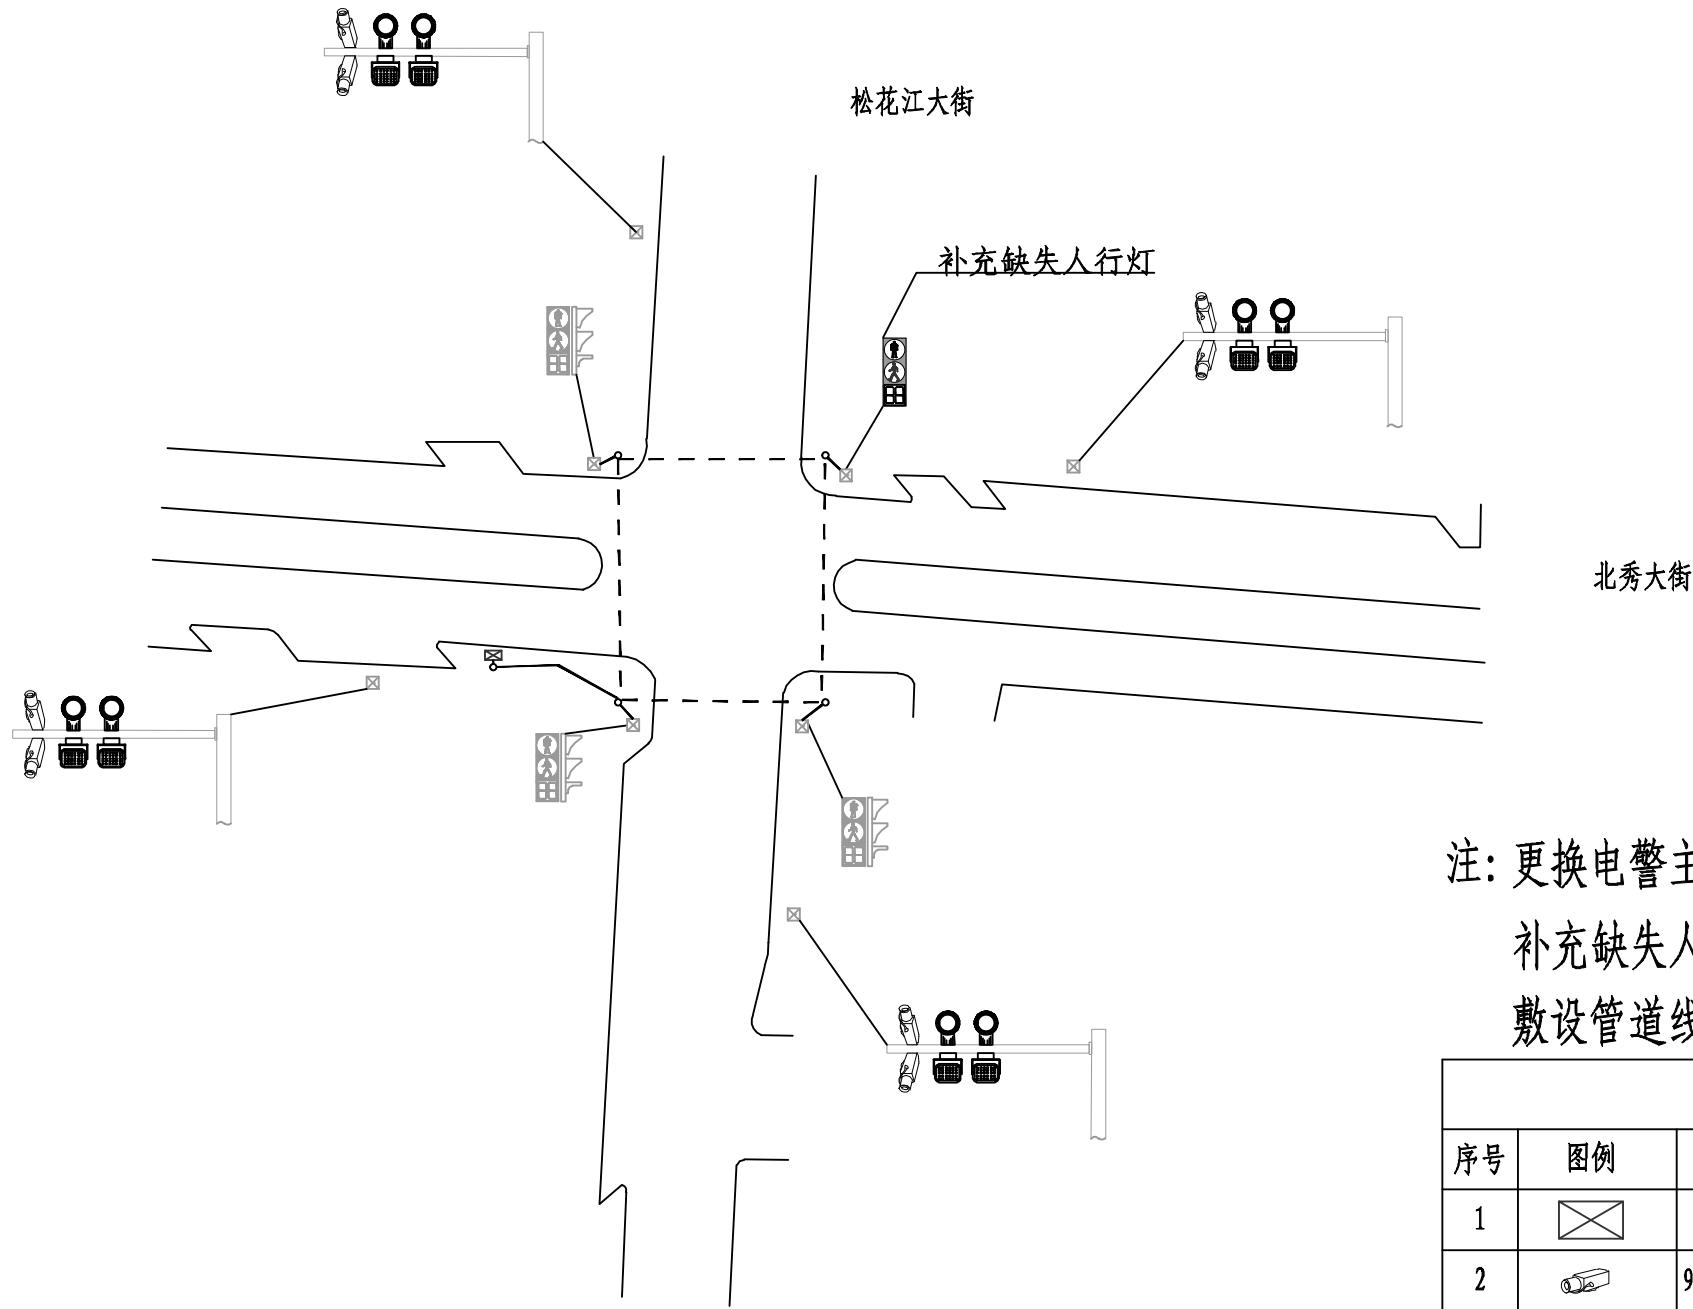 松花江大街
补充缺失人行灯
北秀大街
注: 更换电警主
补充缺失人
敷设管道线
序号 图例
1
2 9